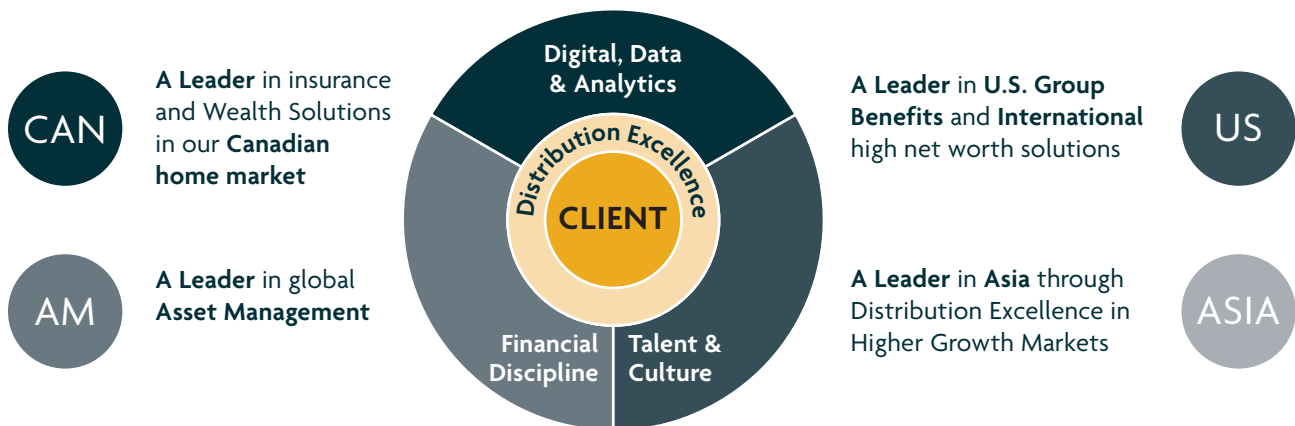 CAN
A Leader in insurance
and Wealth Solutions
in our Canadian
home market
AM
A Leader in global
Asset Management
Digital, Data
& Analytics
Distribution Excellence
CLIENT
Financial
Discipline
Talent &
Culture
A Leader in U.S. Group
Benefits and International
high net worth solutions
US
A Leader in Asia through
Distribution Excellence in
Higher Growth Markets
ASIA